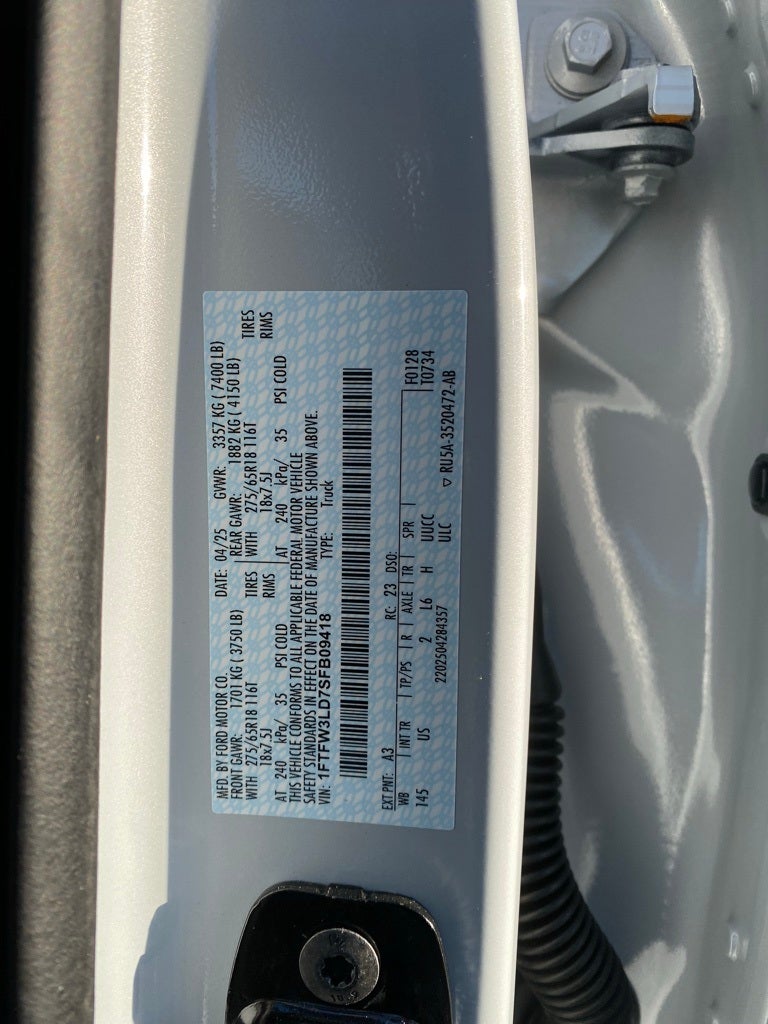 MFD. BY FORD MOTOR CO.
DATE: 04/25 GVWR: 3357 KG ( 7400 LB)
FRONT GAWR: 1701 KG ( 3750 LB)
REAR GAWR: 1882 KG ( 4150 LB)
WITH 275/65R18 116T TIRES
WITH 275/65R18 116T TIRES
18x7.5J RIMS
18x7.5J RIMS
AT 240 kPa/ 35 PSI COLD
AT 240 kPa/ 35 PSI COLD
THIS VEHICLE CONFORMS TO ALL APPLICABLE FEDERAL MOTOR VEHICLE
SAFETY STANDARDS IN EFFECT ON THE DATE OF MANUFACTURE SHOWN ABOVE.
VIN: 1FTFW3LD7SFB09418 TYPE: Truck
EXT PNT: A3 RC: 23 DSO: F0128
WB INT TR TP/PS R AXLE TR SPR T0734
145 US 2 L6 H UUCC
2202504284357 ULC ▽ RU5A-3520472-AB